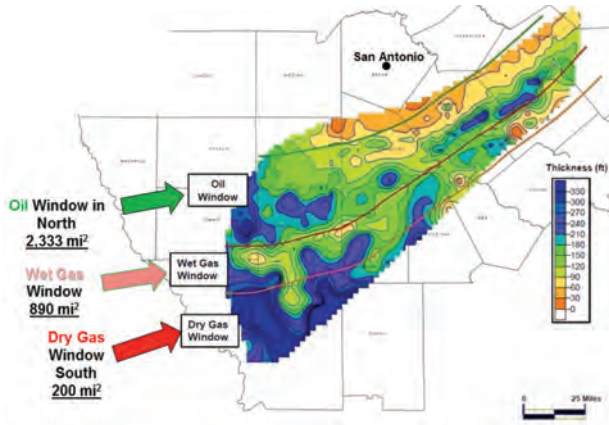 San Antonio
Oil Window in
North
2,333 mi²
Wet Gas
Window
890 mi²
Dry Gas
Window
South
200 mi²
Oil
Window
Wet Gas
Window
Dry Gas
Window
Thickness (ft)
330
300
270
240
210
180
150
120
90
60
30
0
0 25 Miles